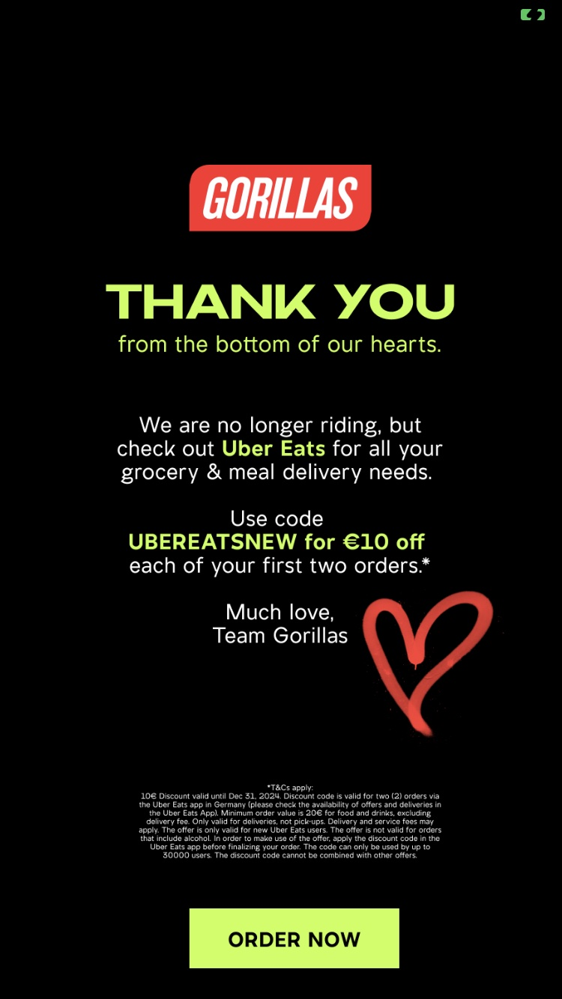 GORILLAS
THANK YOU
from the bottom of our hearts.
We are no longer riding, but
check out Uber Eats for all your
grocery & meal delivery needs.
Use code
UBEREATSNEW for €10 off
each of your first two orders.*
Much love,
Team Gorillas
*T&Cs apply:
10€ Discount valid until Dec 31, 2024. Discount code is valid for two (2) orders via
the Uber Eats app in Germany (please check the availability of offers and deliveries in
the Uber Eats App). Minimum order value is 20€ for food and drinks, excluding
delivery fee. Only valid for deliveries, not pick-ups. Delivery and service fees may
apply. The offer is only valid for new Uber Eats users. The offer is not valid for orders
that include alcohol. In order to make use of the offer, apply the discount code in the
Uber Eats app before finalizing your order. The code can only be used by up to
30000 users. The discount code cannot be combined with other offers.
ORDER NOW